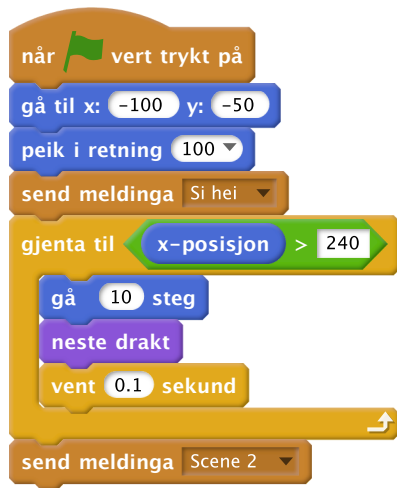 når vert trykt på
gå til x: -100 y: -50
peik i retning 100
send meldinga Si hei
gjenta til x-posisjon > 240
gå 10 steg
neste drakt
vent 0.1 sekund
send meldinga Scene 2